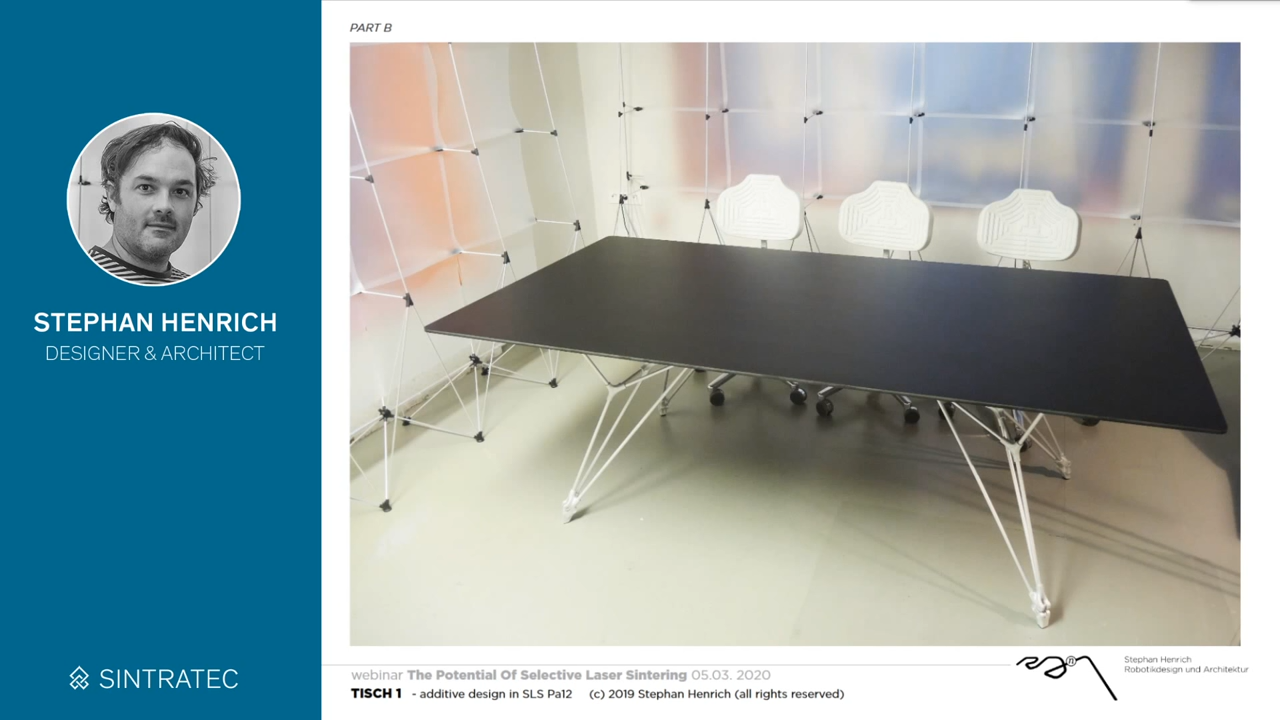 PART B
STEPHAN HENRICH
DESIGNER & ARCHITECT
SINTRATEC
webinar The Potential Of Selective Laser Sintering 05.03. 2020
TISCH 1 - additive design in SLS Pa12 (c) 2019 Stephan Henrich (all rights reserved)
Stephan Henrich
Robotikdesign und Architektur